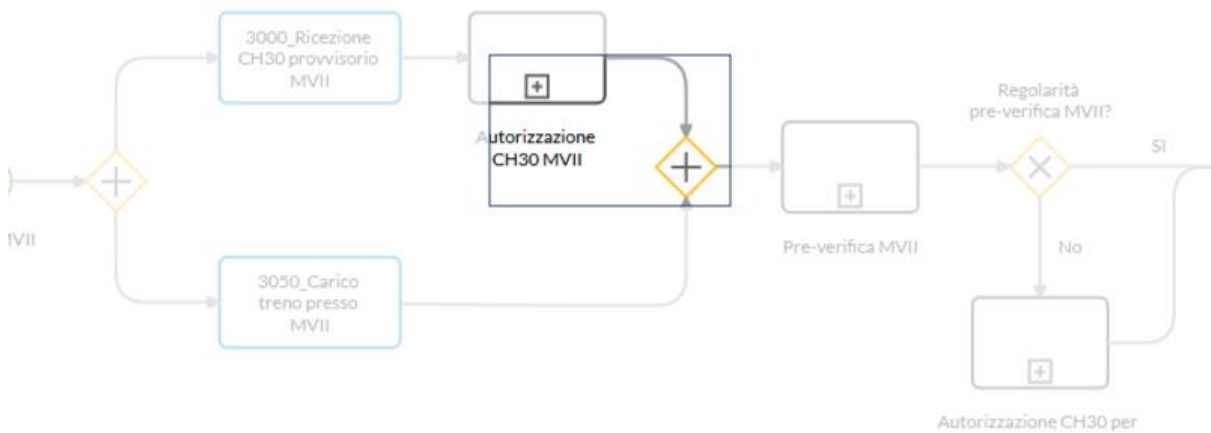 3000_Ricezione
CH30 provvisorio
MVII
Autorizzazione
CH30 MVII
3050_Carico
treno presso
MVII
Pre-verifica MVII
Regolarità
pre-verifica MVII?
SI
No
Autorizzazione CH30 per